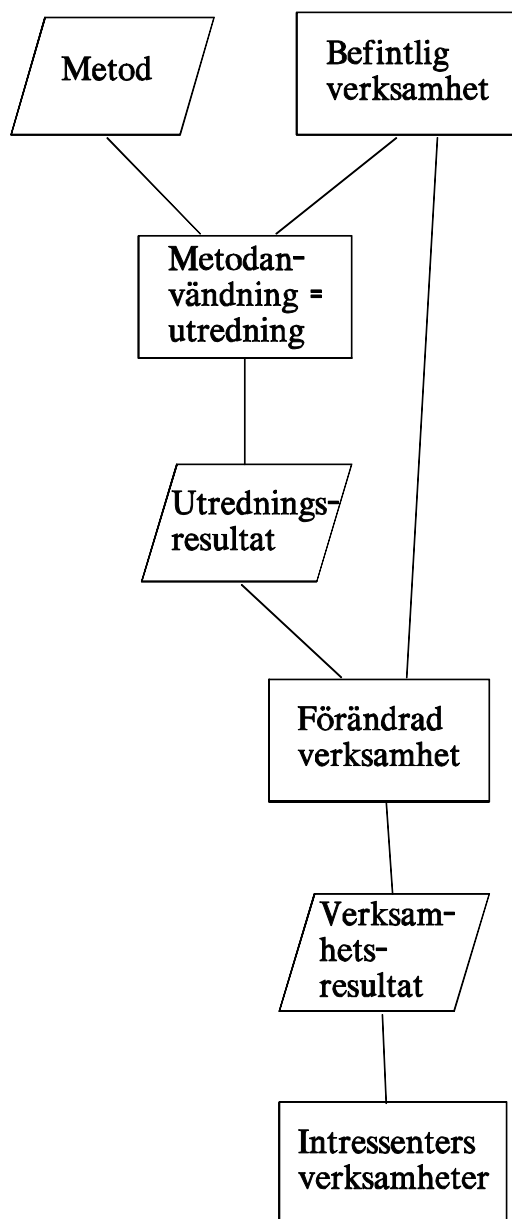 Metod
Befintlig
verksamhet
Metodan-
vändning =
utredning
Utrednings-
resultat
Förändrad
verksamhet
Verksam-
hets-
resultat
Intressenters
verksamheter